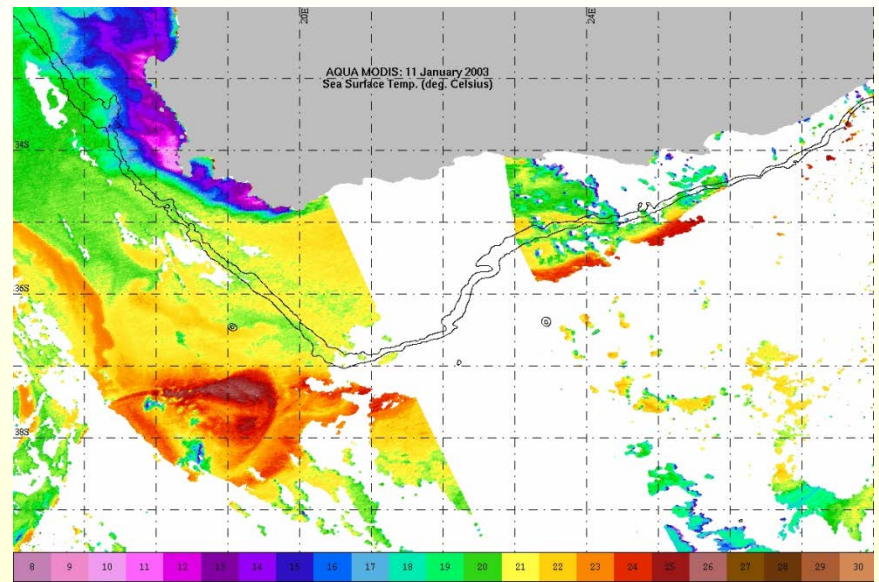 20E
24E
AQUA MODIS: 11 January 2003
Sea Surface Temp. (deg. Celsius)
34S
36S
38S
8 9 10 11 12 13 14 15 16 17 18 19 20 21 22 23 24 25 26 27 28 29 30